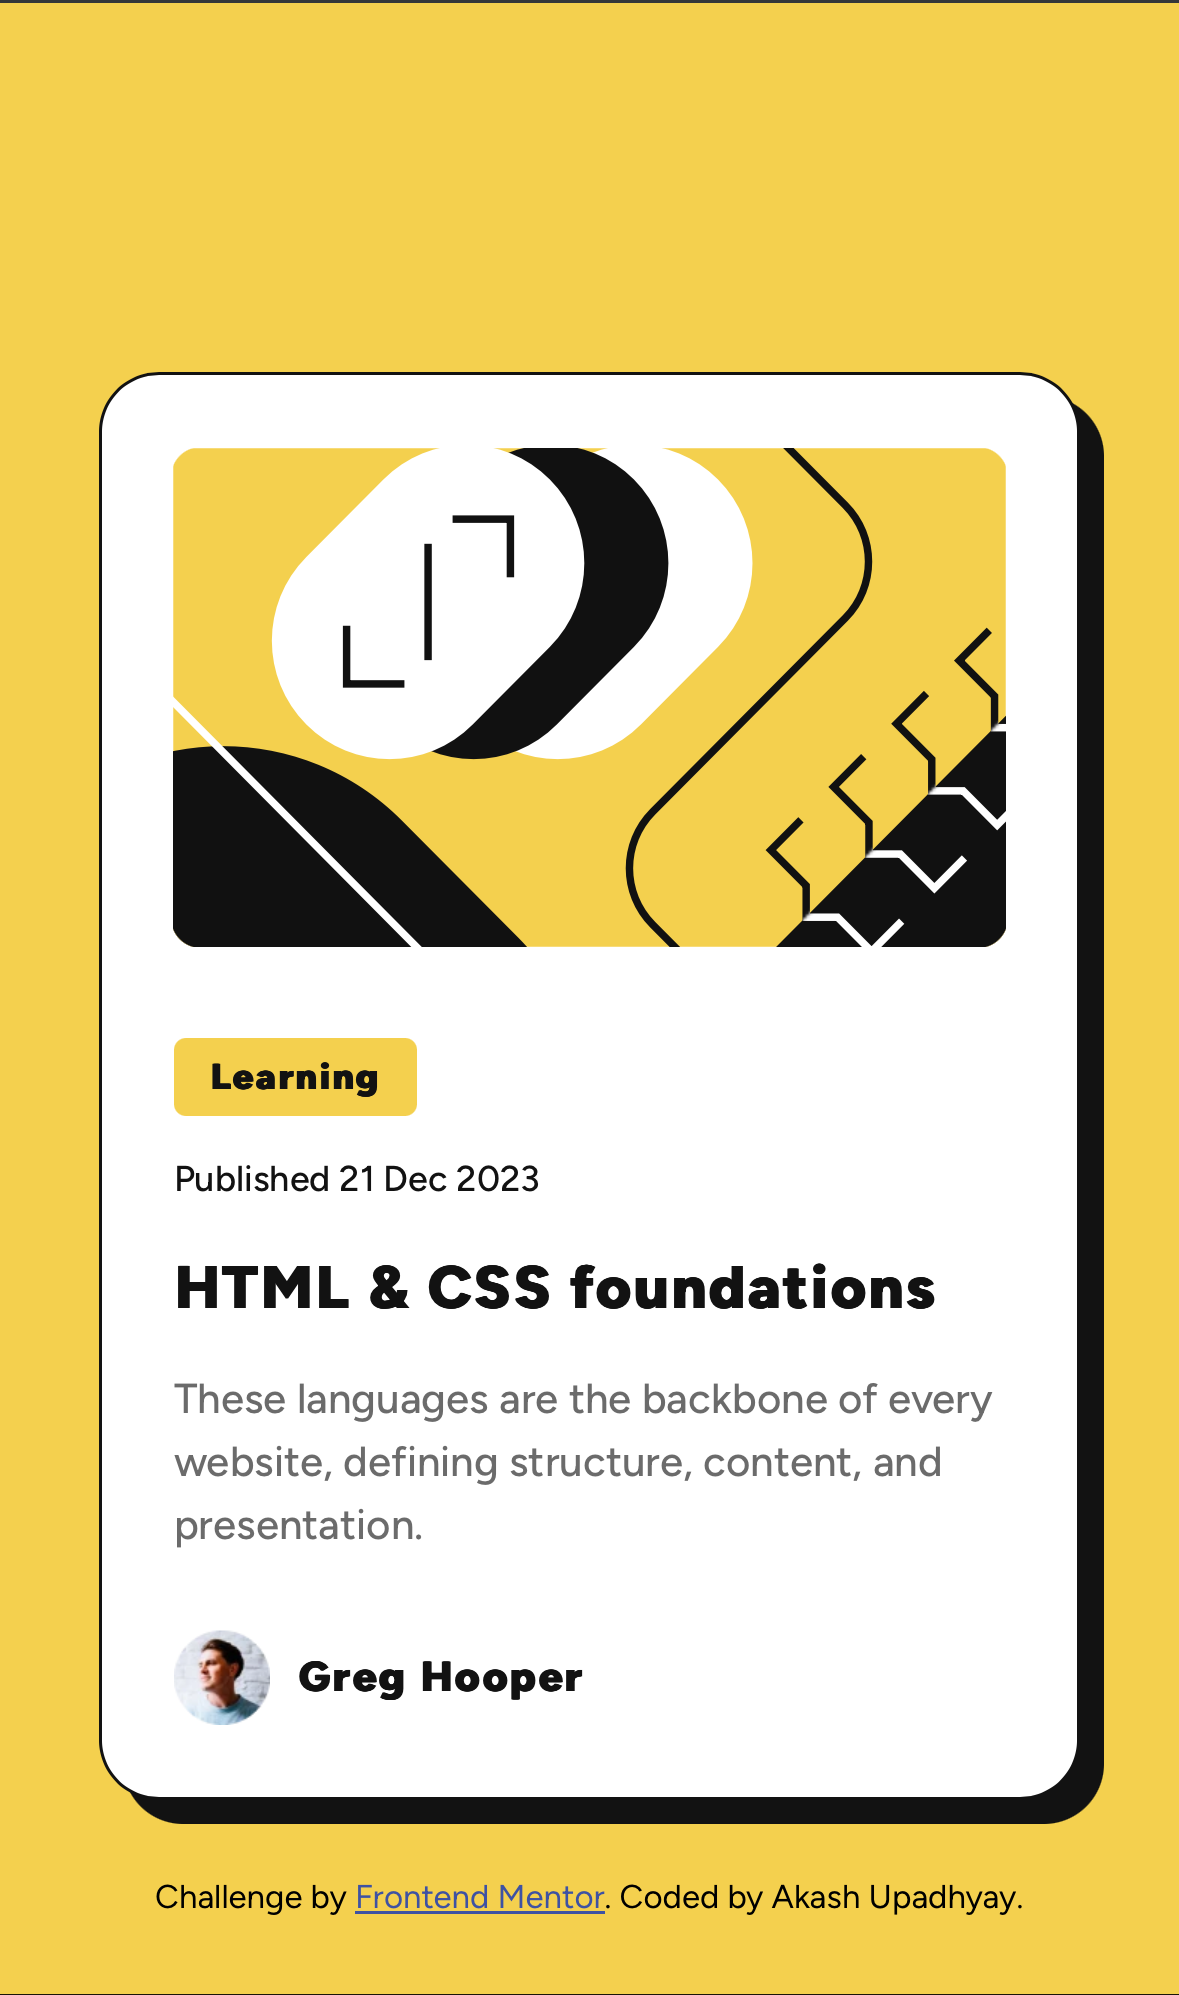 Learning
Published 21 Dec 2023
HTML & CSS foundations
These languages are the backbone of every
website, defining structure, content, and
presentation.
Greg Hooper
Challenge by Frontend Mentor. Coded by Akash Upadhyay.